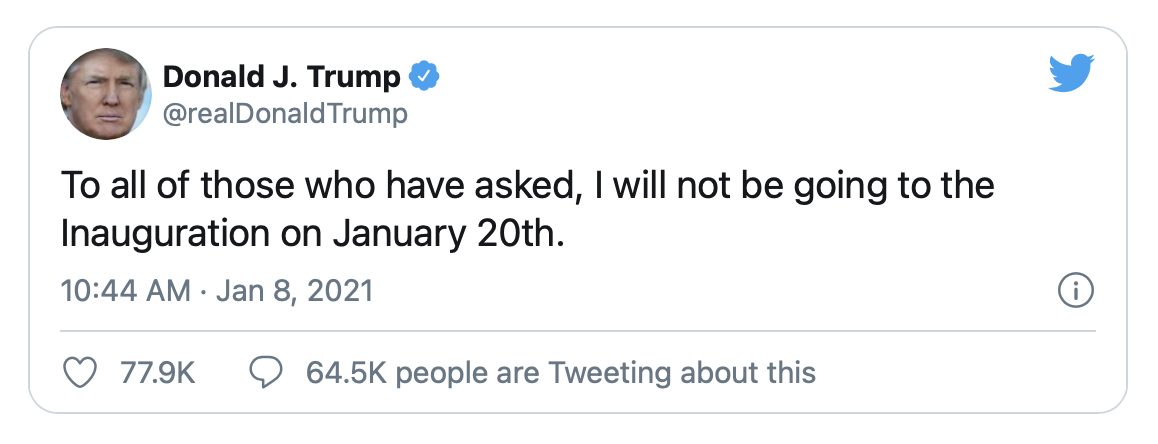 Donald J. Trump
@realDonaldTrump
To all of those who have asked, I will not be going to the
Inauguration on January 20th.
10:44 AM · Jan 8, 2021
77.9K 64.5K people are Tweeting about this